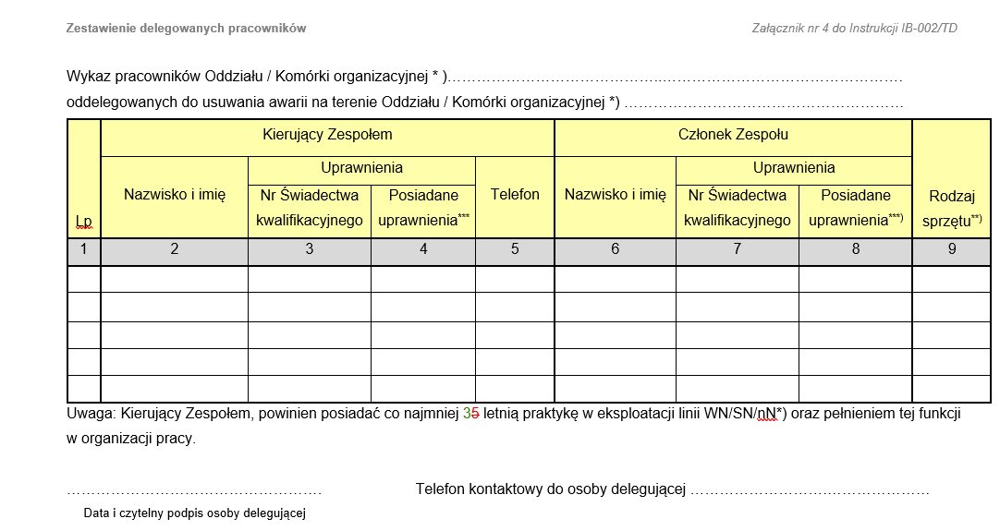 Zestawienie delegowanych pracowników Załącznik nr 4 do Instrukcji IB-002/TD
Wykaz pracowników Oddziału / Komórki organizacyjnej * )……………………………………..…………………………………………
oddelegowanych do usuwania awarii na terenie Oddziału / Komórki organizacyjnej *) …………………………………………………
Kierujący Zespołem Członek Zespołu
Uprawnienia Uprawnienia
Lp Nazwisko i imię Nr Świadectwa kwalifikacyjnego Posiadane uprawnienia*** Telefon Nazwisko i imię Nr Świadectwa kwalifikacyjnego Posiadane uprawnienia***) Rodzaj sprzętu**)
1 2 3 4 5 6 7 8 9
Uwaga: Kierujący Zespołem, powinien posiadać co najmniej 35 letnią praktykę w eksploatacji linii WN/SN/nN*) oraz pełnieniem tej funkcji
w organizacji pracy.
……………………………………………. Telefon kontaktowy do osoby delegującej …………………………………………
Data i czytelny podpis osoby delegującej